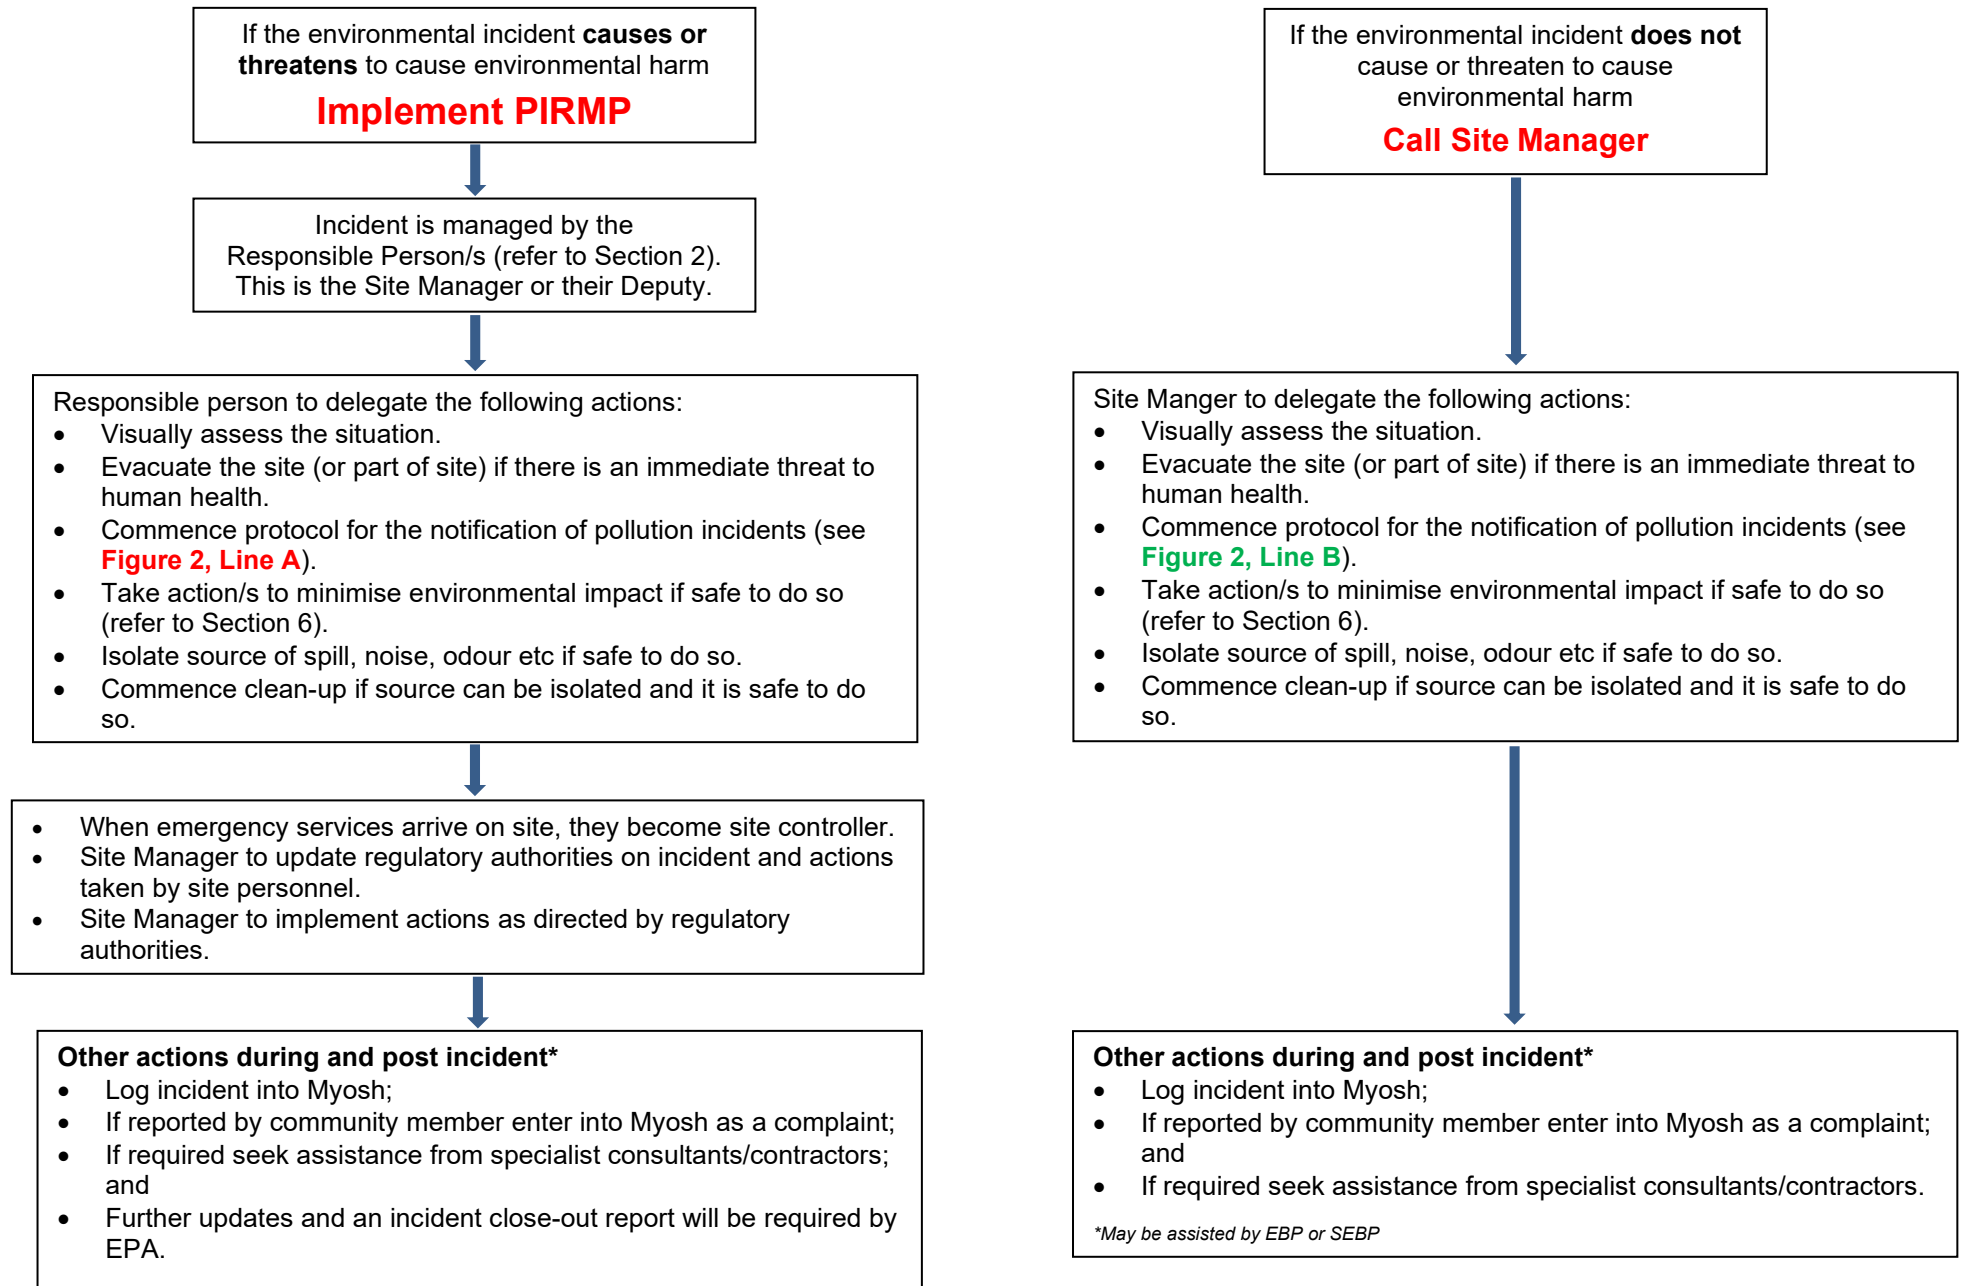 If the environmental incident causes or
threatens to cause environmental harm
Implement PIRMP
Incident is managed by the
Responsible Person/s (refer to Section 2).
This is the Site Manager or their Deputy.
Responsible person to delegate the following actions:
• Visually assess the situation.
• Evacuate the site (or part of site) if there is an immediate threat to
human health.
• Commence protocol for the notification of pollution incidents (see
Figure 2, Line A).
• Take action/s to minimise environmental impact if safe to do so
(refer to Section 6).
• Isolate source of spill, noise, odour etc if safe to do so.
• Commence clean-up if source can be isolated and it is safe to do
so.
• When emergency services arrive on site, they become site controller.
• Site Manager to update regulatory authorities on incident and actions
taken by site personnel.
• Site Manager to implement actions as directed by regulatory
authorities.
Other actions during and post incident*
• Log incident into Myosh;
• If reported by community member enter into Myosh as a complaint;
• If required seek assistance from specialist consultants/contractors;
and
• Further updates and an incident close-out report will be required by
EPA.
If the environmental incident does not
cause or threaten to cause
environmental harm
Call Site Manager
Site Manger to delegate the following actions:
• Visually assess the situation.
• Evacuate the site (or part of site) if there is an immediate threat to
human health.
• Commence protocol for the notification of pollution incidents (see
Figure 2, Line B).
• Take action/s to minimise environmental impact if safe to do so
(refer to Section 6).
• Isolate source of spill, noise, odour etc if safe to do so.
• Commence clean-up if source can be isolated and it is safe to do
so.
Other actions during and post incident*
• Log incident into Myosh;
• If reported by community member enter into Myosh as a complaint;
and
• If required seek assistance from specialist consultants/contractors.
*May be assisted by EBP or SEBP